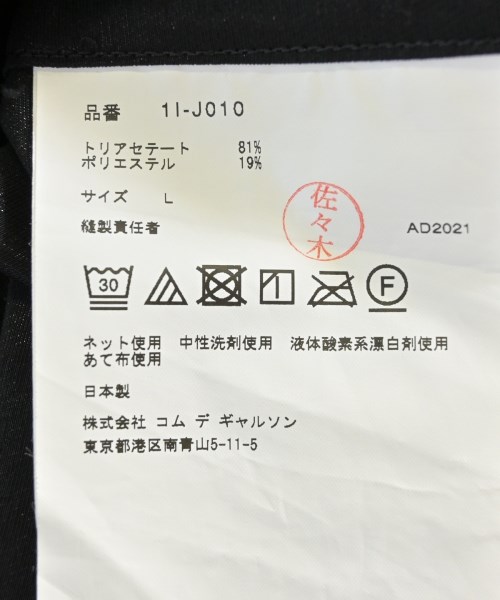 品番 1I-J010
トリアセテート 81%
ポリエステル 19%
サイズ L
縫製責任者 佐々木 AD2021
30 F
ネット使用 中性洗剤使用 液体酸素系漂白剤使用
あて布使用
日本製
株式会社 コム デ ギャルソン
東京都港区南青山5-11-5